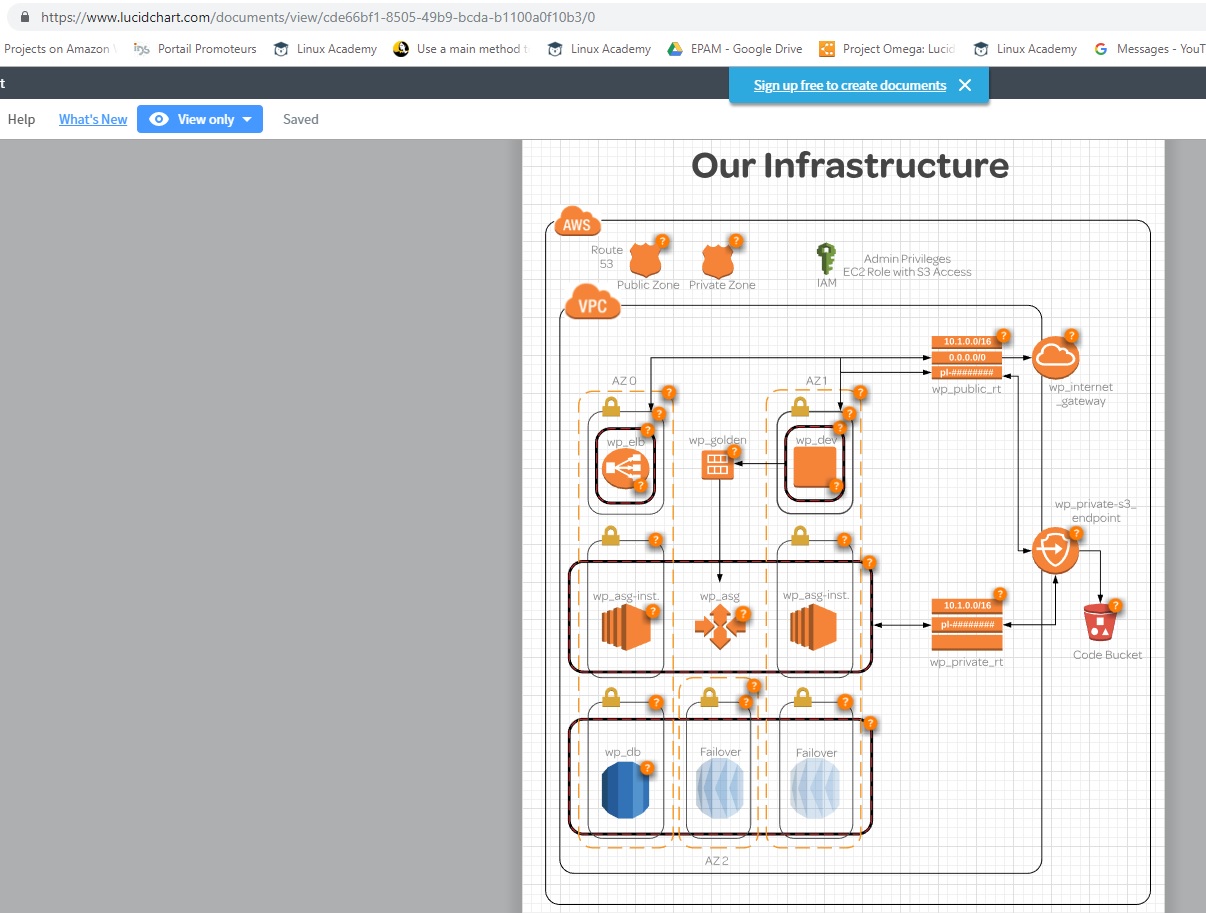 https://www.lucidchart.com/documents/view/cde66bf1-8505-49b9-bcda-b1100a0f10b3/0
Projects on Amazon
Portail Promoteurs
Linux Academy
Use a main method t
Linux Academy
EPAM - Google Drive
Project Omega: Lucid
Linux Academy
Messages - YouT
t
Sign up free to create documents
Help
What's New
View only
Saved
Our Infrastructure
AWS
Route
53
Public Zone
Private Zone
IAM
Admin Privileges
EC2 Role with S3 Access
VPC
10.1.0.0/16
0.0.0.0/0
pl-########
wp_public_rt
wp_internet
_gateway
AZ 0
AZ 1
wp_elb
wp_golden
wp_dev
wp_private-s3_
endpoint
wp_asg-inst.
wp_asg
wp_asg-inst.
10.1.0.0/16
pl-########
wp_private_rt
Code Bucket
wp_db
Failover
Failover
AZ 2